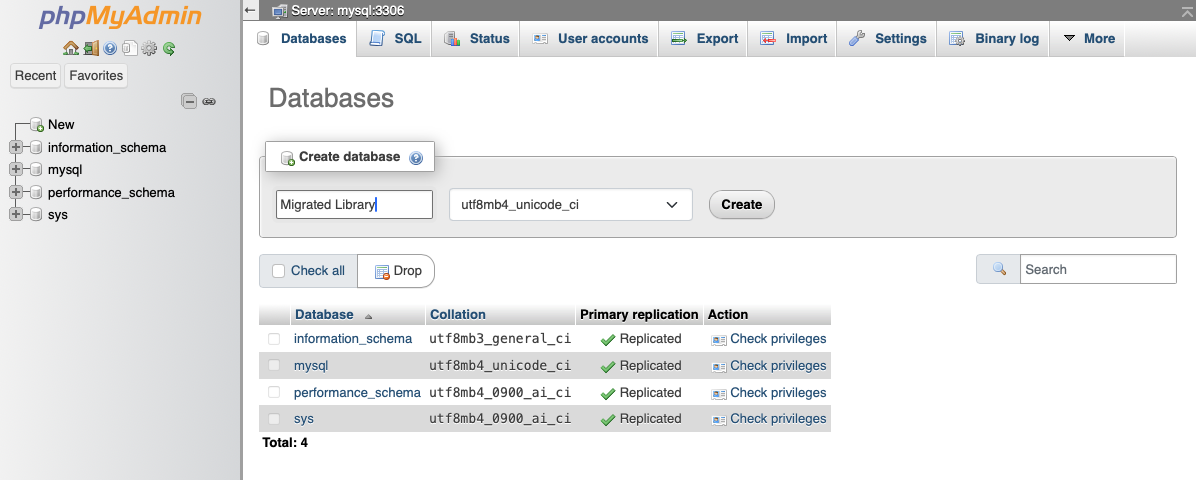 phpMyAdmin
Recent Favorites
New
information_schema
mysql
performance_schema
sys
Server: mysql:3306
Databases SQL Status User accounts Export Import Settings Binary log More
Databases
Create database
Migrated Library utf8mb4_unicode_ci Create
Check all Drop Search
Database Collation Primary replication Action
information_schema utf8mb3_general_ci Replicated Check privileges
mysql utf8mb4_unicode_ci Replicated Check privileges
performance_schema utf8mb4_0900_ai_ci Replicated Check privileges
sys utf8mb4_0900_ai_ci Replicated Check privileges
Total: 4